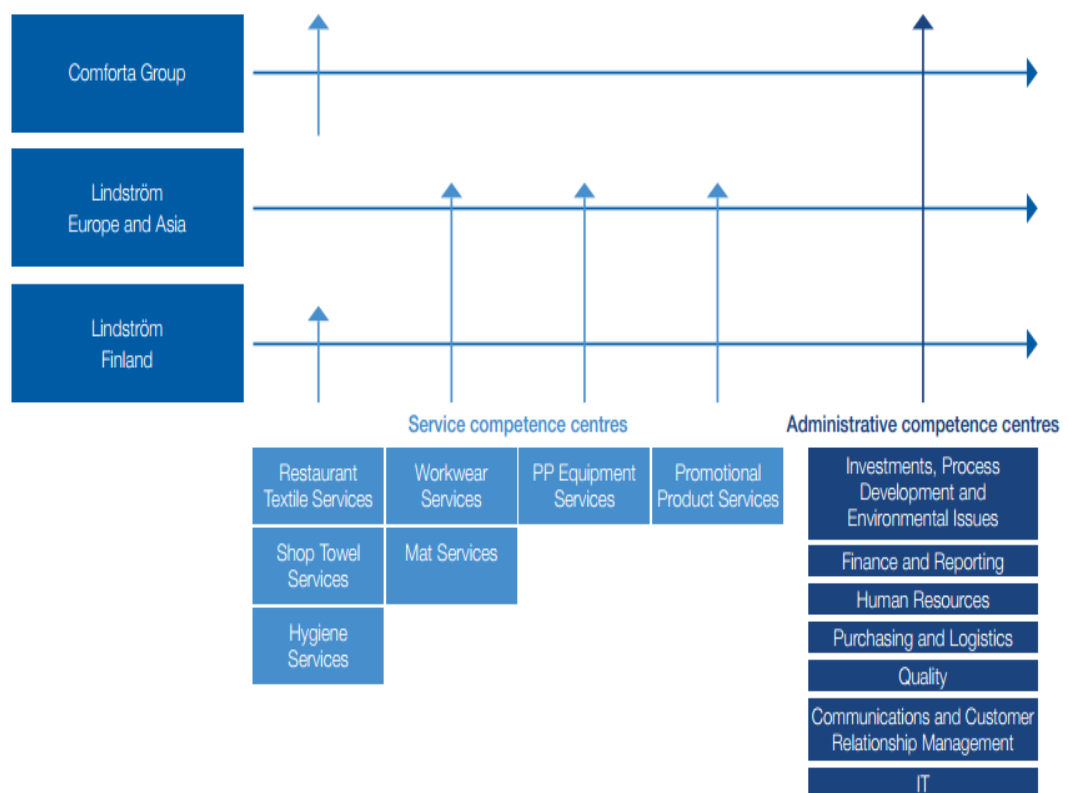 Comforta Group
Lindström
Europe and Asia
Lindström
Finland
Service competence centres
Administrative competence centres
Restaurant
Textile Services
Workwear
Services
PP Equipment
Services
Promotional
Product Services
Shop Towel
Services
Mat Services
Hygiene
Services
Investments, Process
Development and
Environmental Issues
Finance and Reporting
Human Resources
Purchasing and Logistics
Quality
Communications and Customer
Relationship Management
IT